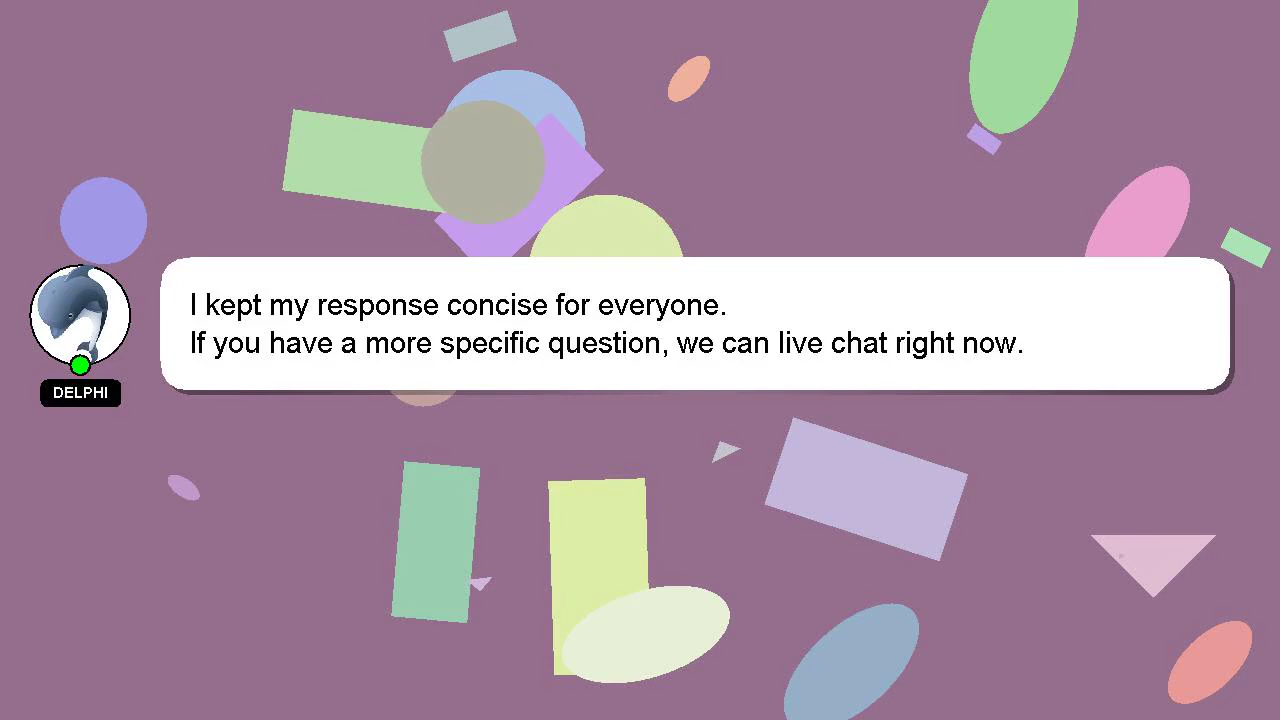 I kept my response concise for everyone.
If you have a more specific question, we can live chat right now.
DELPHI